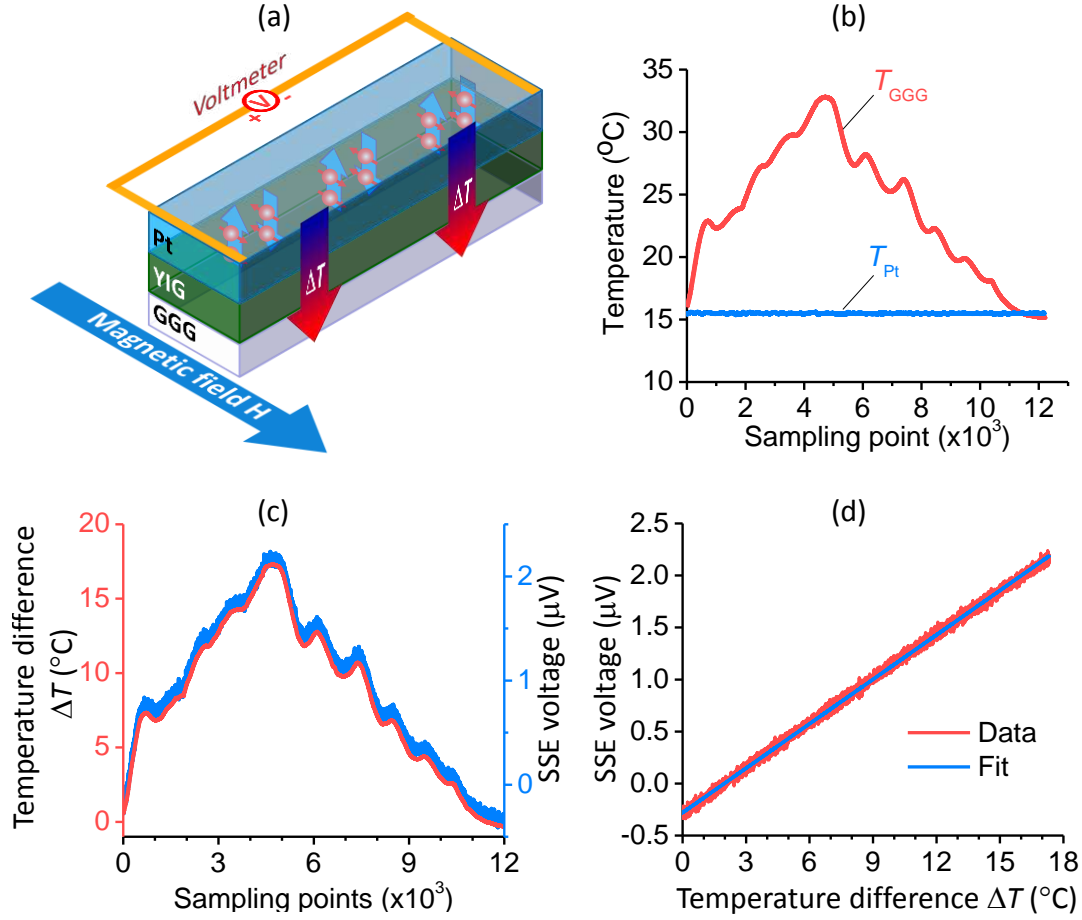 (a)
Voltmeter
V
+
-
Pt
YIG
GGG
ΔT
ΔT
Magnetic field H
(b)
Temperature (°C)
35
30
25
20
15
10
T_GGG
T_Pt
0 2 4 6 8 10 12
Sampling point (x10³)
(c)
Temperature difference
ΔT (°C)
20
15
10
5
0
SSE voltage (μV)
2
1
0
0 3 6 9 12
Sampling points (x10³)
(d)
SSE voltage (μV)
2.5
2.0
1.5
1.0
0.5
0.0
-0.5
Data
Fit
0 3 6 9 12 15 18
Temperature difference ΔT (°C)